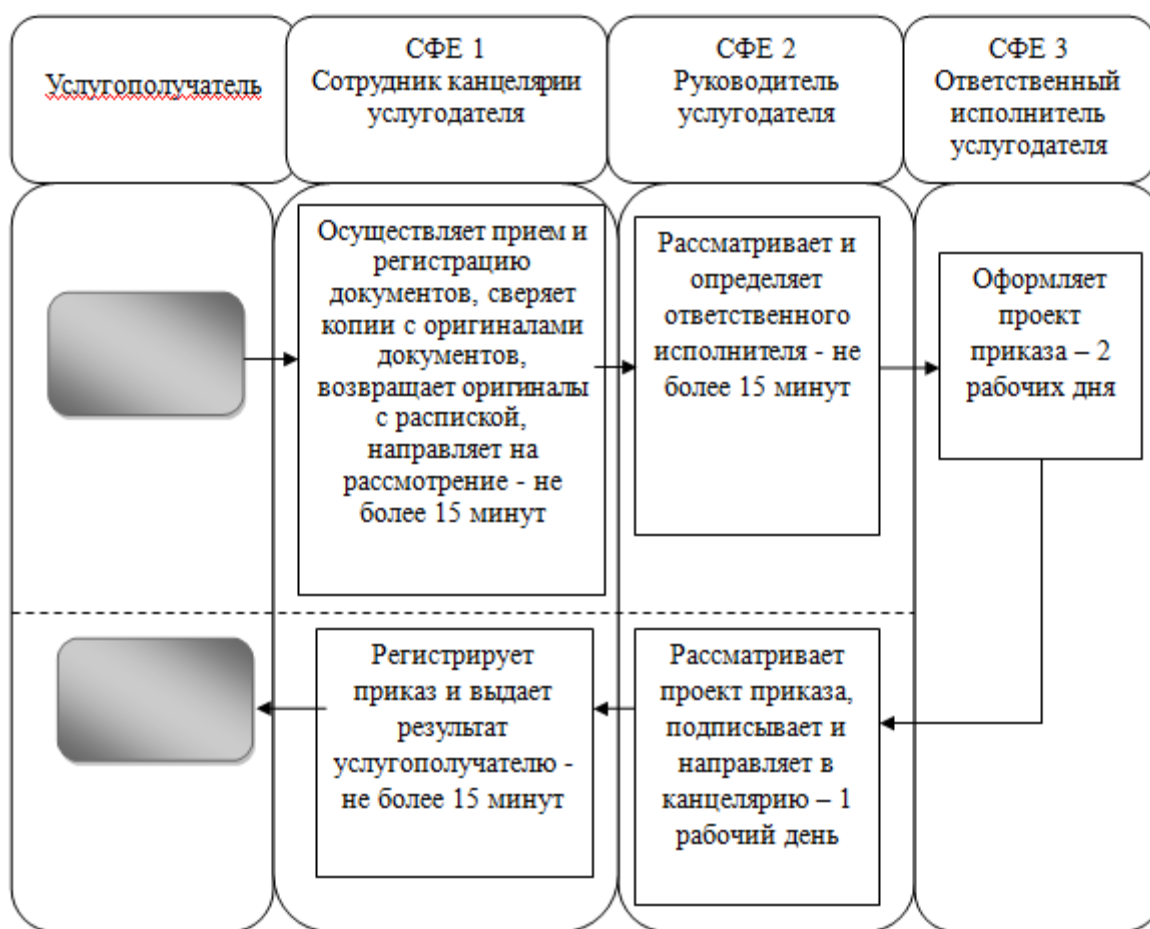 Услугополучатель
СФЕ 1
Сотрудник канцелярии
услугодателя
СФЕ 2
Руководитель
услугодателя
СФЕ 3
Ответственный
исполнитель
услугодателя
Осуществляет прием и
регистрацию
документов, сверяет
копии с оригиналами
документов,
возвращает оригиналы
с распиской,
направляет на
рассмотрение - не
более 15 минут
Рассматривает и
определяет
ответственного
исполнителя - не
более 15 минут
Оформляет
проект
приказа – 2
рабочих дня
Регистрирует
приказ и выдает
результат
услугополучателю -
не более 15 минут
Рассматривает
проект приказа,
подписывает и
направляет в
канцелярию – 1
рабочий день